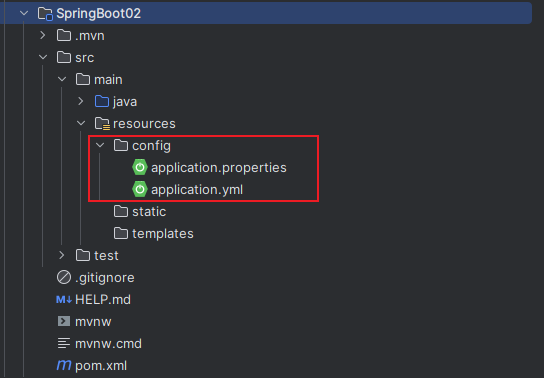 SpringBoot02
.mvn
src
main
java
resources
config
application.properties
application.yml
static
templates
test
.gitignore
M↓ HELP.md
mvnw
mvnw.cmd
m pom.xml